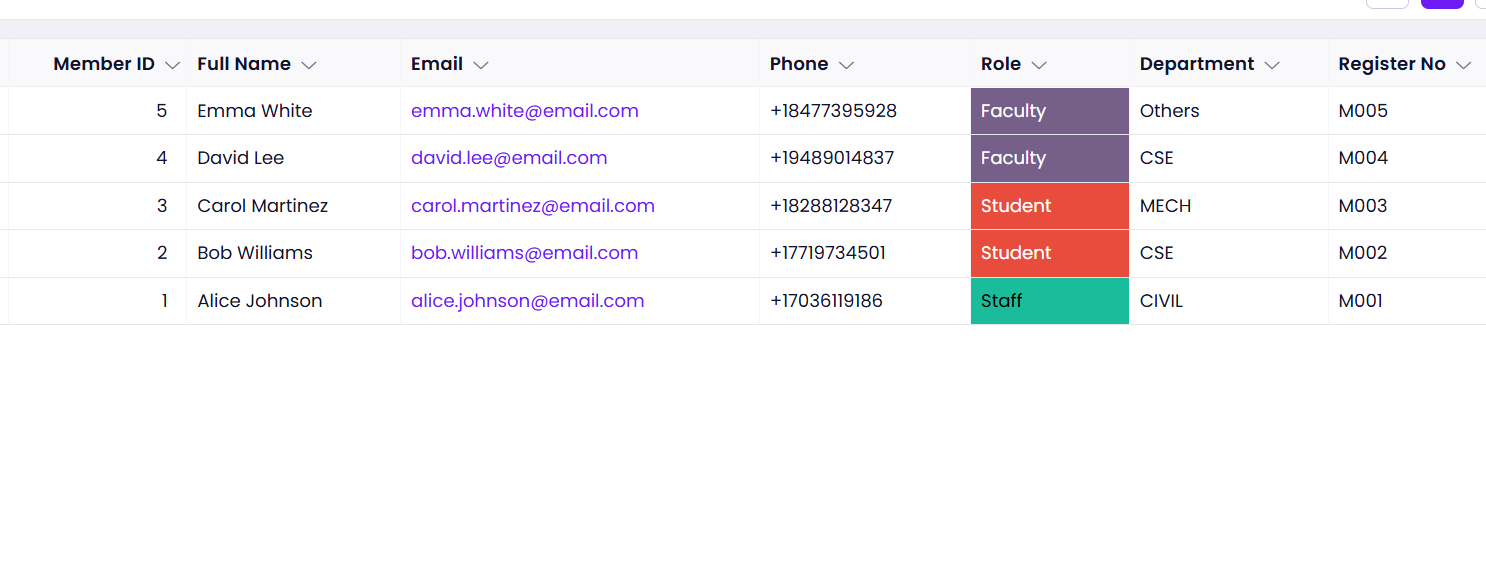 Member ID Full Name Email Phone Role Department Register No
5 Emma White emma.white@email.com +18477395928 Faculty Others M005
4 David Lee david.lee@email.com +19489014837 Faculty CSE M004
3 Carol Martinez carol.martinez@email.com +18288128347 Student MECH M003
2 Bob Williams bob.williams@email.com +17719734501 Student CSE M002
1 Alice Johnson alice.johnson@email.com +17036119186 Staff CIVIL M001